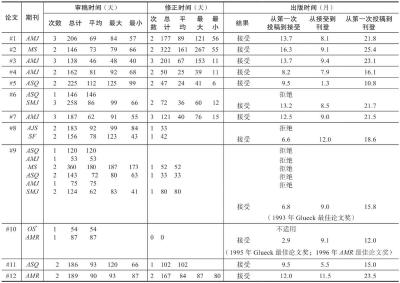 论文 期刊 审稿时间（天） 修正时间（天） 出版时间（月）
次数 总计 平均 最大 最小 次数 总计 平均 最大 最小 结果 从第一次投稿到接受 从接受到刊登 从第一次投稿到刊登
#1 AMJ 3 206 69 84 57 2 177 89 121 56 接受 13.7 8.1 21.8
#2 MS 2 146 73 79 66 2 322 161 267 55 接受 16.3 9.1 25.4
#3 AMJ 3 138 46 48 40 3 201 67 153 11 接受 13.7 9.4 23.1
#4 AMJ 2 162 81 92 68 2 50 25 39 11 接受 8.2 7.9 16.1
#5 ASQ 2 225 112 125 99 2 47 24 41 6 接受 9.5 1.3 10.8
#6 ASQ 1 146 146 拒绝
SMJ 3 258 86 99 66 2 72 36 60 12 接受 13.2 8.5 21.7
#7 AMJ 3 187 62 91 55 3 121 40 76 15 接受 12.5 9.0 21.5
#8 AJS 2 183 92 99 84 1 33 拒绝
SF 2 156 78 123 43 1 42 接受 6.6 12.0 18.6
#9 ASQ 1 120 120 拒绝
AMJ 1 53 53 拒绝
MS 2 360 180 187 173 1 52 52 拒绝
ASQ 2 143 72 80 63 1 33 33 拒绝
AMJ 1 75 75 拒绝
SMJ 2 124 62 83 41 1 80 80
接受 6.8 9.0 15.8
（1993 年 Glueck 最佳论文奖）
#10 OS 1 54 54 不适用
AMR 1 87 87 0 0 接受 2.9 9.1 12.0
（1995 年 Glueck 最佳论文奖；1996 年 AMR 最佳论文奖）
#11 ASQ 2 186 93 120 66 1 102 102 接受 9.5 5.5 15.0
#12 AMR 2 189 90 93 87 2 167 84 87 80 接受 12.0 11.5 23.5